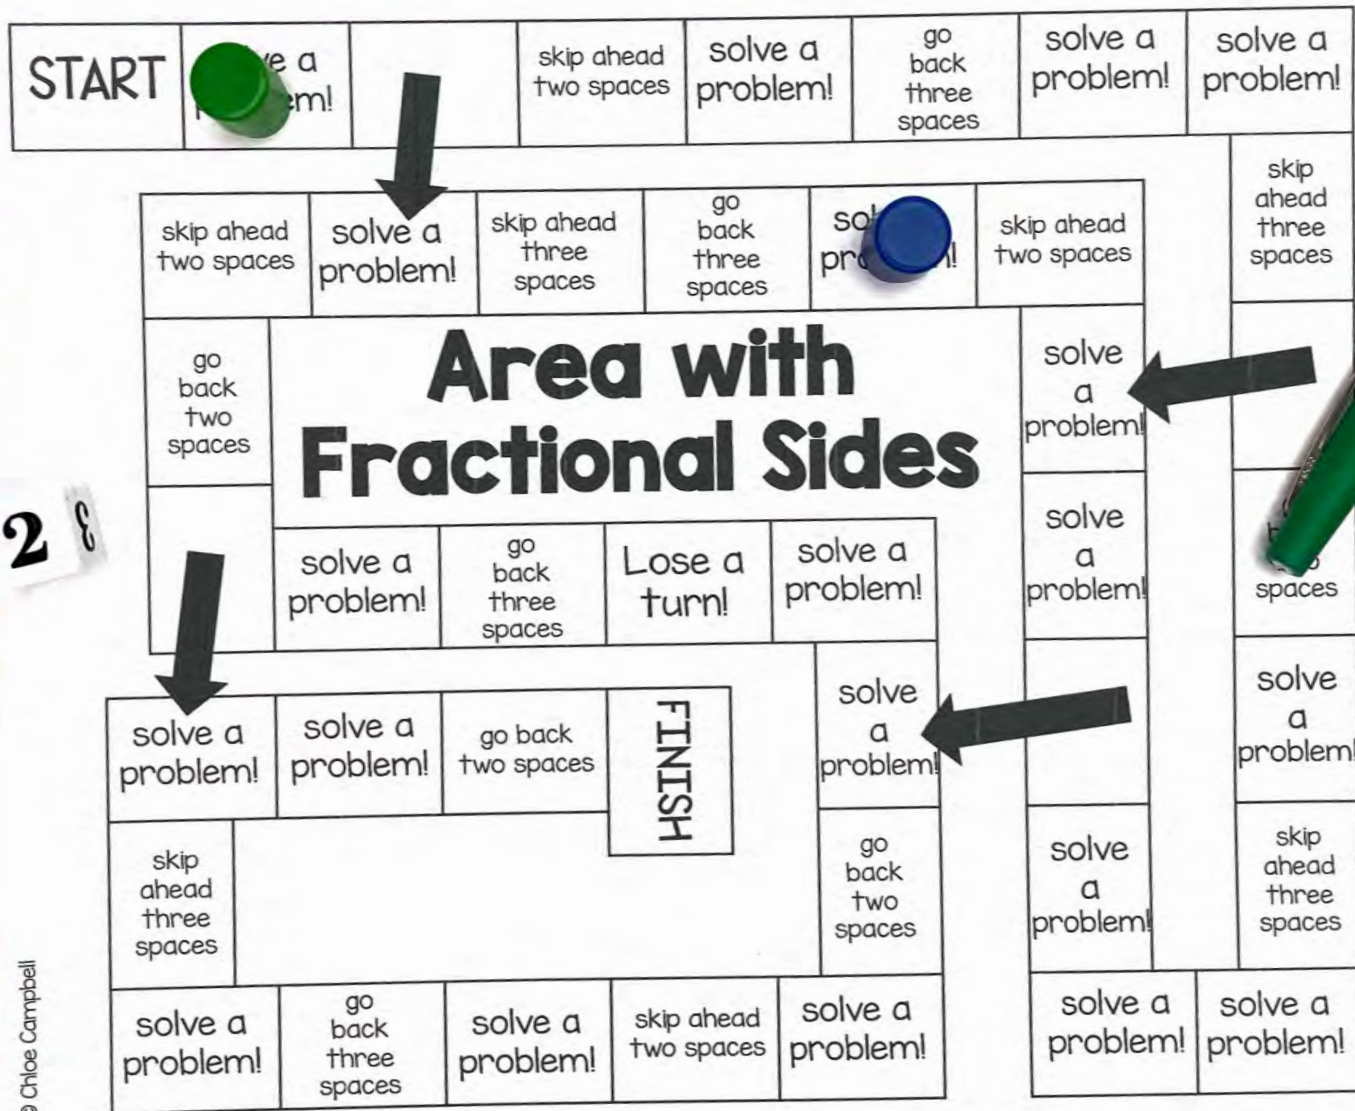 START
ve a
em!
skip ahead
two spaces
solve a
problem!
go
back
three
spaces
solve a
problem!
solve a
problem!
skip
ahead
three
spaces
spaces
solve
a
problem!
skip
ahead
three
spaces
solve a
problem!
solve a
problem!
solve
a
problem!
solve
a
problem!
solve
a
problem!
skip ahead
two spaces
go
back
three
spaces
skip ahead
three
spaces
solve a
problem!
skip ahead
two spaces
go
back
two
spaces
Area with
Fractional Sides
solve a
problem!
go
back
three
spaces
Lose a
turn!
solve a
problem!
solve
a
problem!
go
back
two
spaces
solve a
problem!
skip ahead
two spaces
solve a
problem!
go
back
three
spaces
solve a
problem!
skip
ahead
three
spaces
solve a
problem!
solve a
problem!
go back
two spaces
FINISH
2
3
© Chloe Campbell